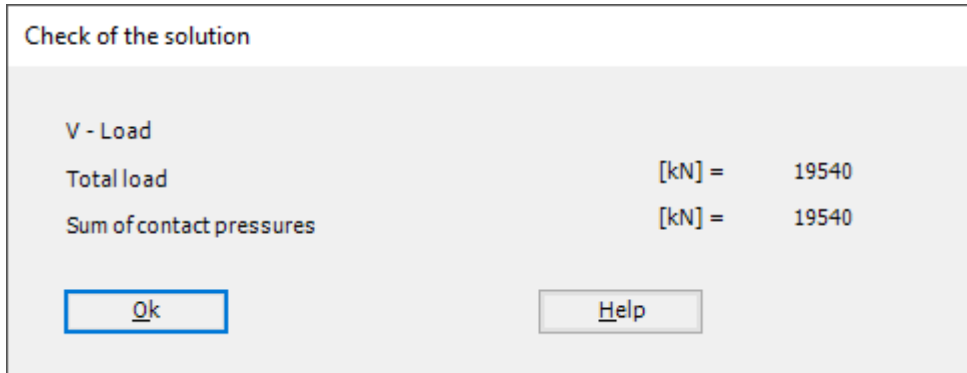 Check of the solution
V - Load
Total load [kN] = 19540
Sum of contact pressures [kN] = 19540
Ok Help